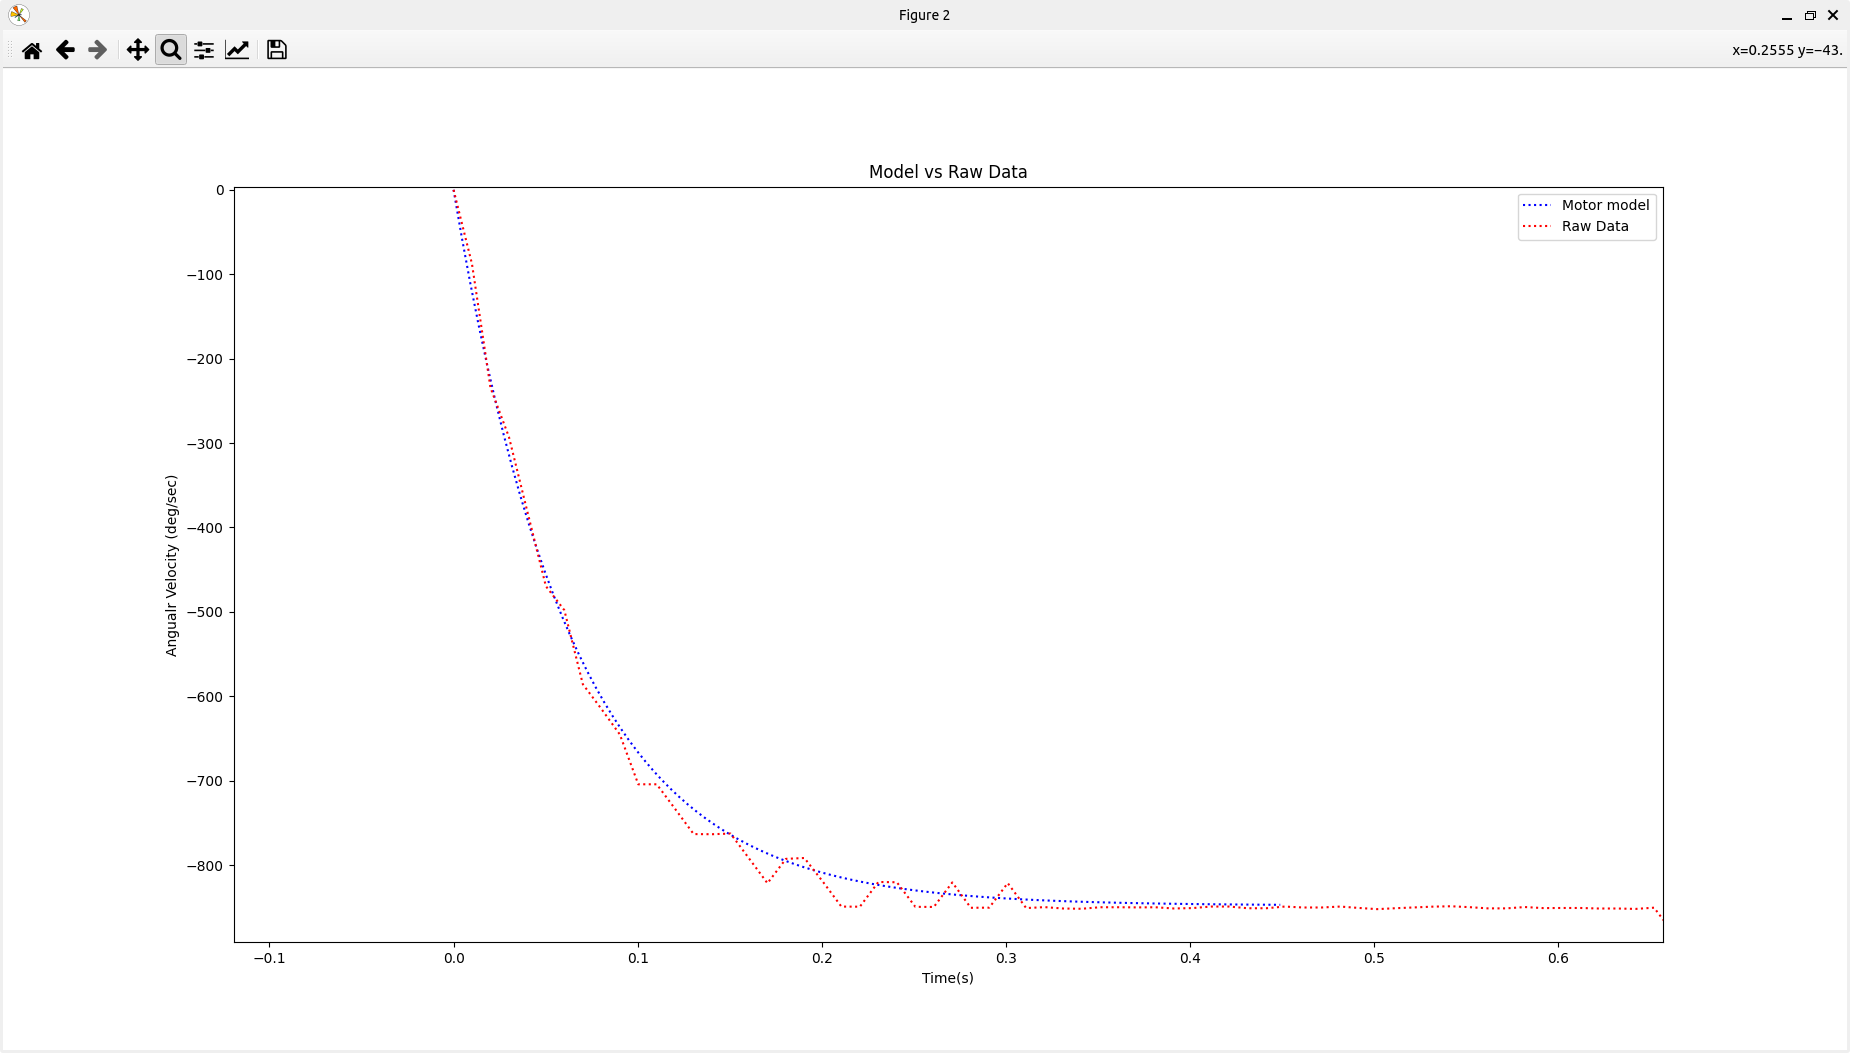 Figure 2
x=0.2555 y=−43.
Model vs Raw Data
Motor model
Raw Data
0
−100
−200
−300
−400
−500
−600
−700
−800
Angualr Velocity (deg/sec)
−0.1
0.0
0.1
0.2
0.3
0.4
0.5
0.6
Time(s)